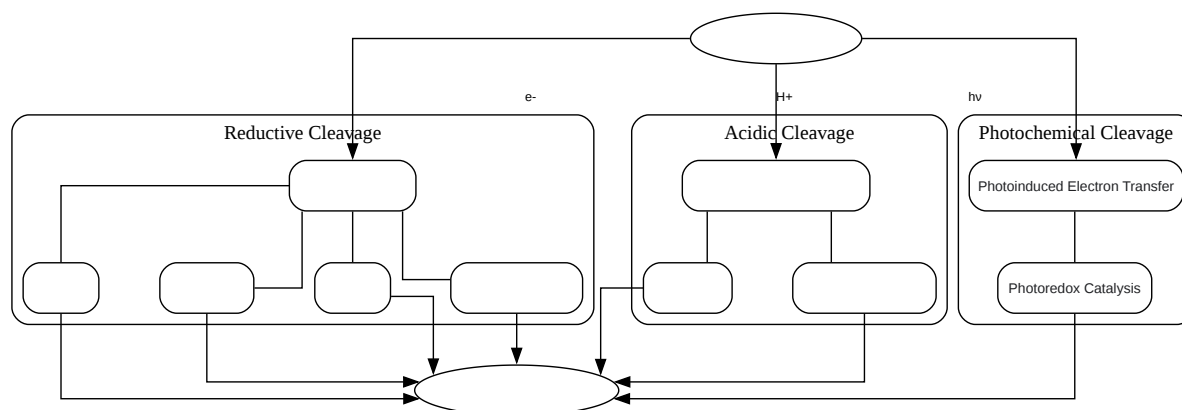 e-
H+
hν
Reductive Cleavage
Acidic Cleavage
Photochemical Cleavage
Photoinduced Electron Transfer
Photoredox Catalysis